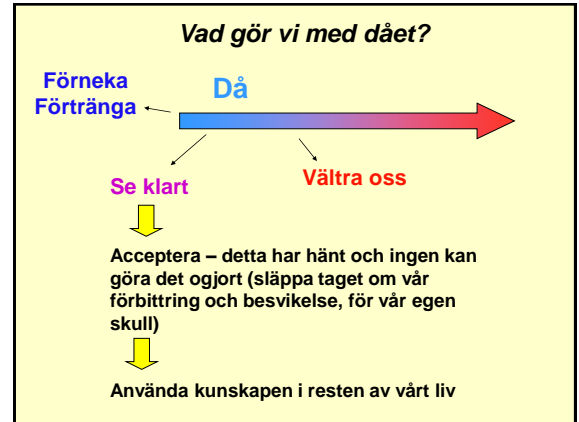 Vad gör vi med dået?
Förneka
Förtränga
Då
Se klart
Vältra oss
Acceptera – detta har hänt och ingen kan
göra det ogjort (släppa taget om vår
förbittring och besvikelse, för vår egen
skull)
Använda kunskapen i resten av vårt liv